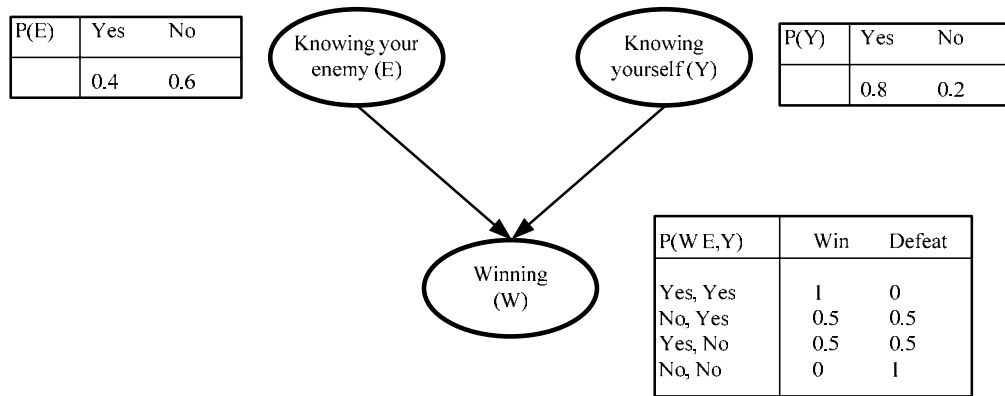 P(E) Yes No
0.4 0.6
Knowing your
enemy (E)
Knowing
yourself (Y)
P(Y) Yes No
0.8 0.2
Winning
(W)
P(W E,Y) Win Defeat
Yes, Yes 1 0
No, Yes 0.5 0.5
Yes, No 0.5 0.5
No, No 0 1